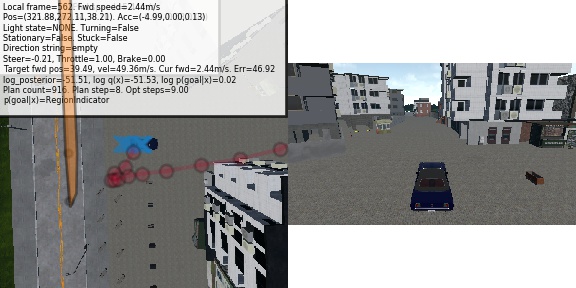 Local frame=562. Fwd speed=2.44m/s
Pos=(321.88,272.11,38.21). Acc=(-4.99,0.00,0.13)
Light state=NONE. Turning=False
Stationary=False, Stuck=False
Direction string=empty
Steer=-0.21, Throttle=1.00, Brake=0.00
Target fwd pos=39.49, vel=49.36m/s. Cur fwd=2.44m/s. Err=46.92
log_posterior=-51.51, log q(x)=-51.53, log p(goal|x)=0.02
Plan count=916. Plan step=8. Opt steps=9.00
p(goal|x)=RegionIndicator